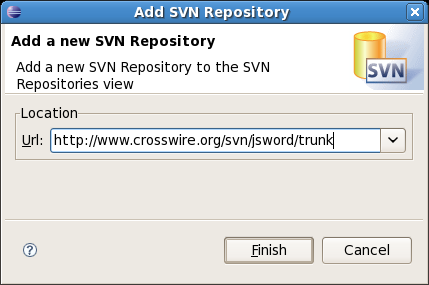 Add SVN Repository
Add a new SVN Repository
Add a new SVN Repository to the SVN
Repositories view
SVN
Location
Url: http://www.crosswire.org/svn/jsword/trunk
? Finish Cancel